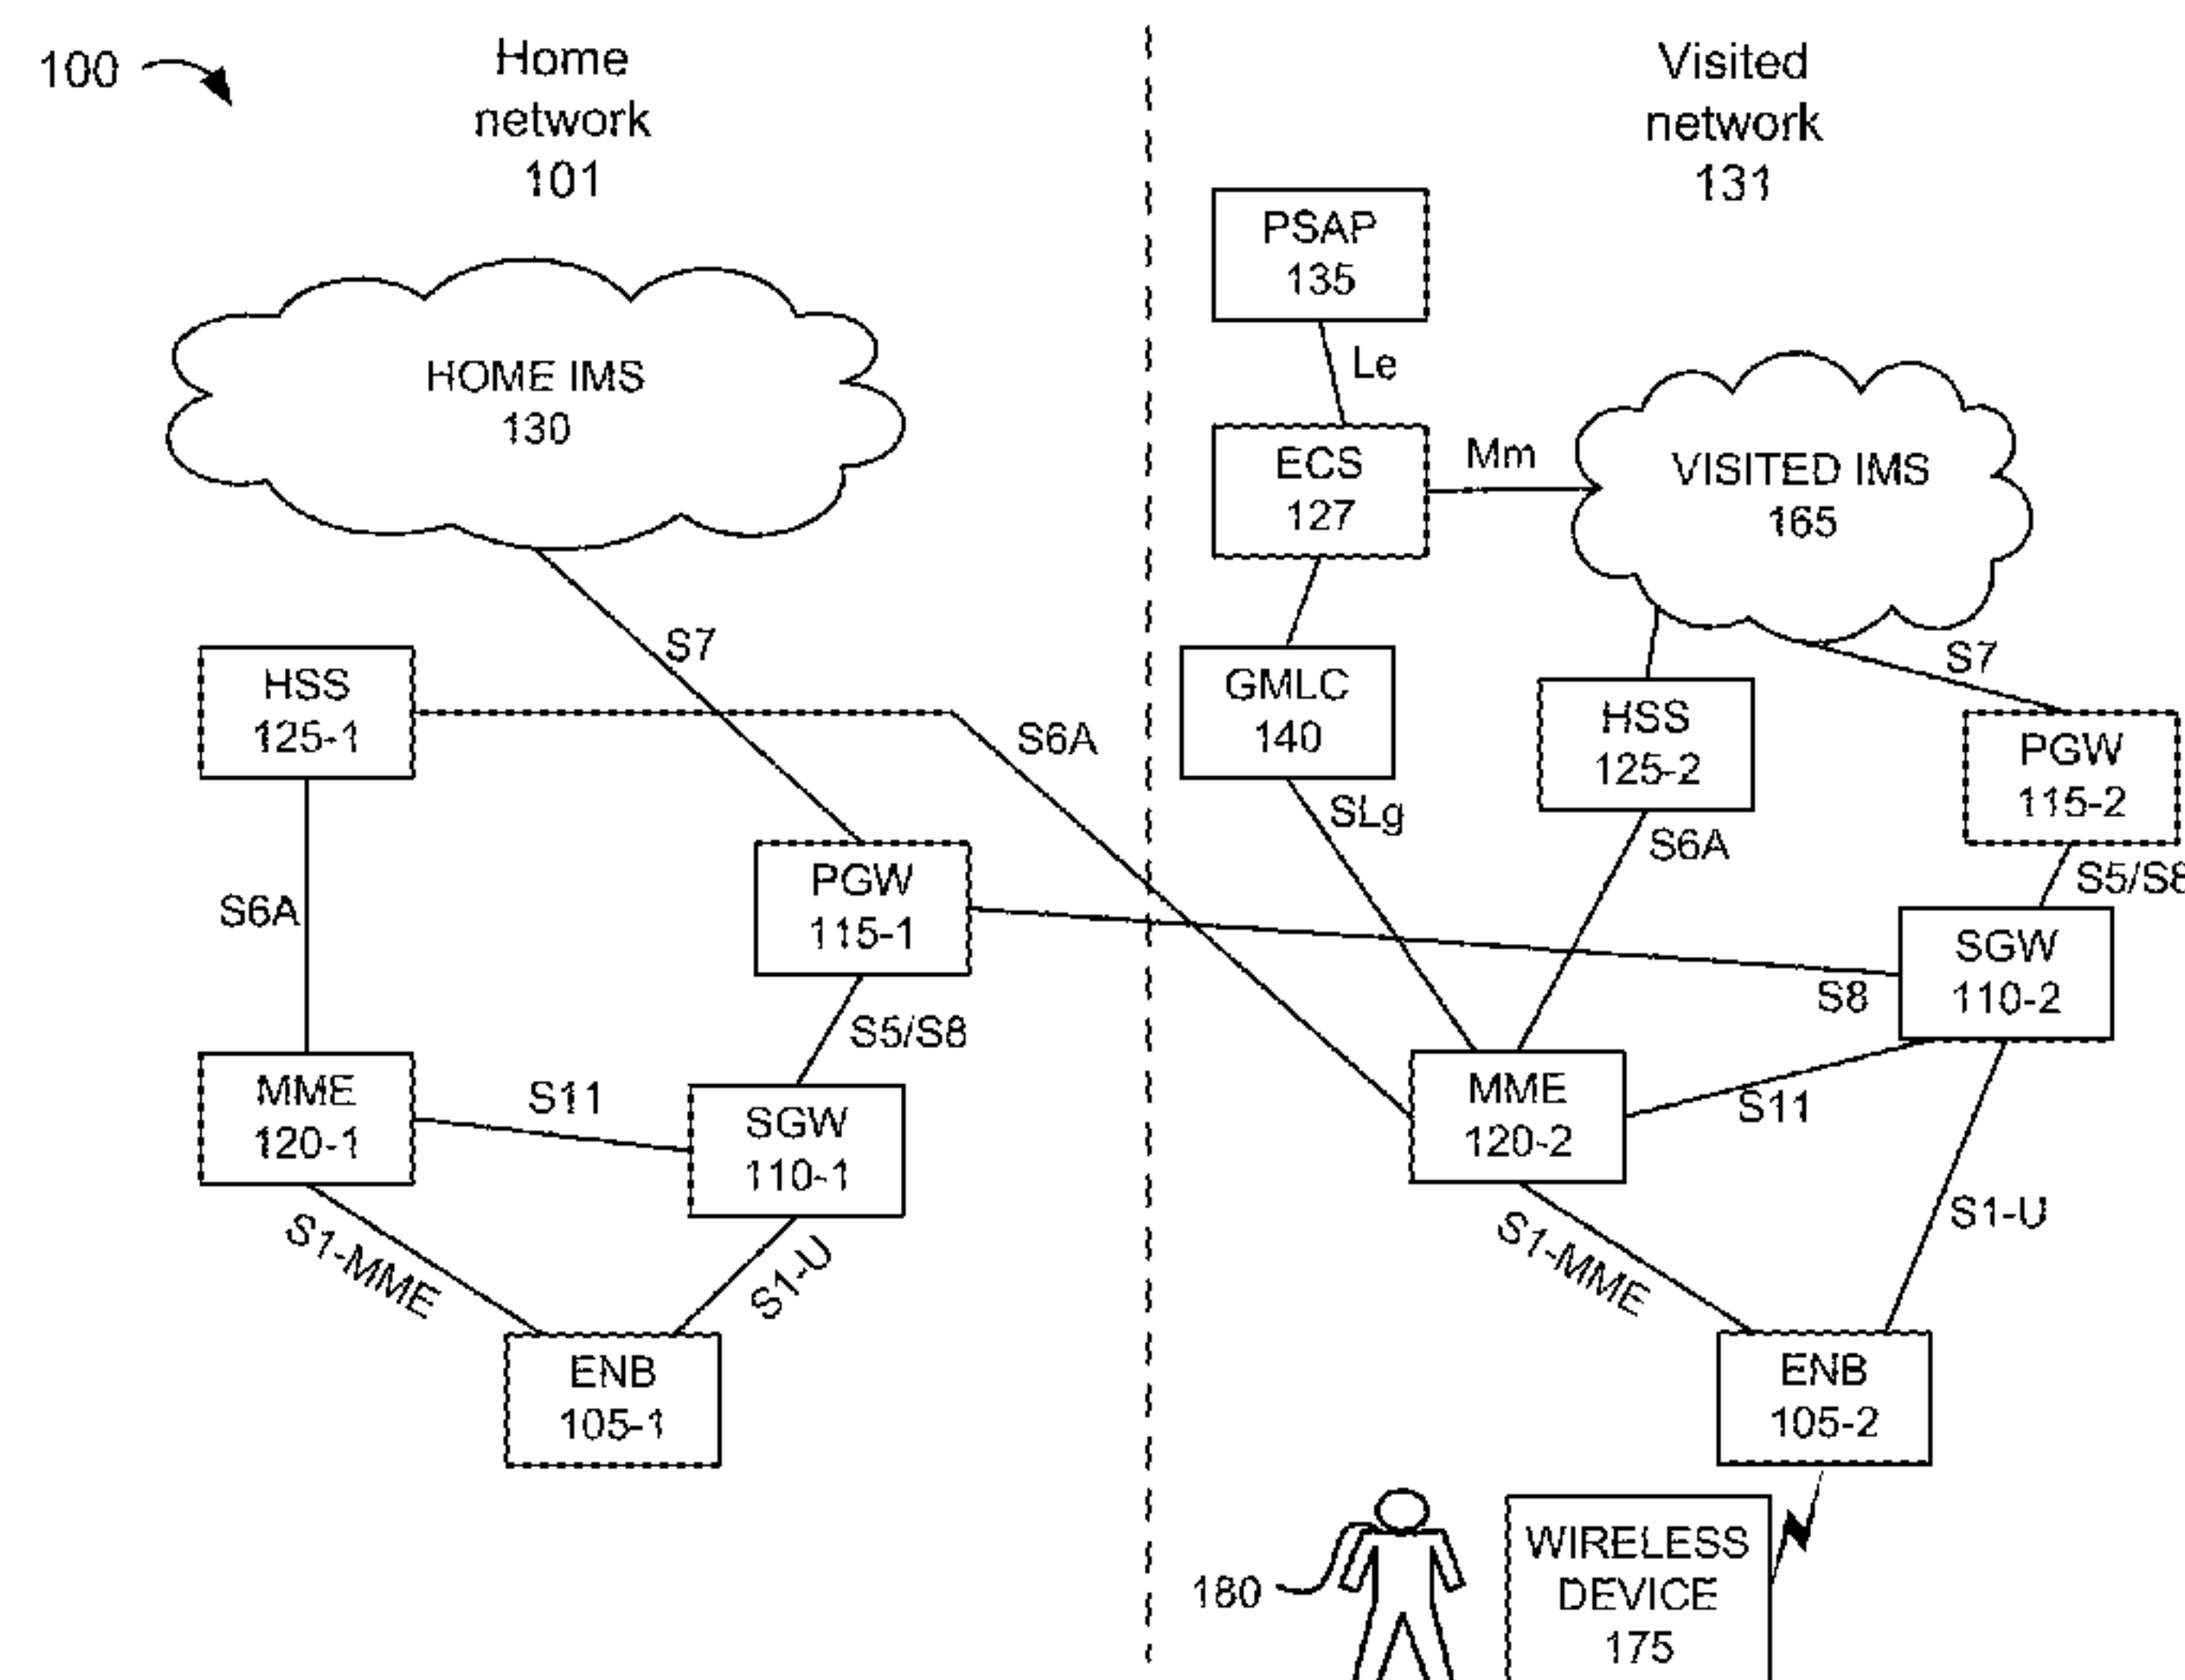 100
Home
network
101
Visited
network
131
PSAP
135
Le
HOME IMS
130
ECS
127
Mm
VISITED IMS
165
S7
S7
HSS
125-1
GMLC
140
HSS
125-2
S6A
PGW
115-2
SLg
S6A
S5/S8
PGW
115-1
S6A
SGW
110-2
S8
S5/S8
MME
120-1
S11
SGW
110-1
MME
120-2
S11
S1-MME
S1-U
S1-MME
S1-U
ENB
105-1
ENB
105-2
180
WIRELESS
DEVICE
175